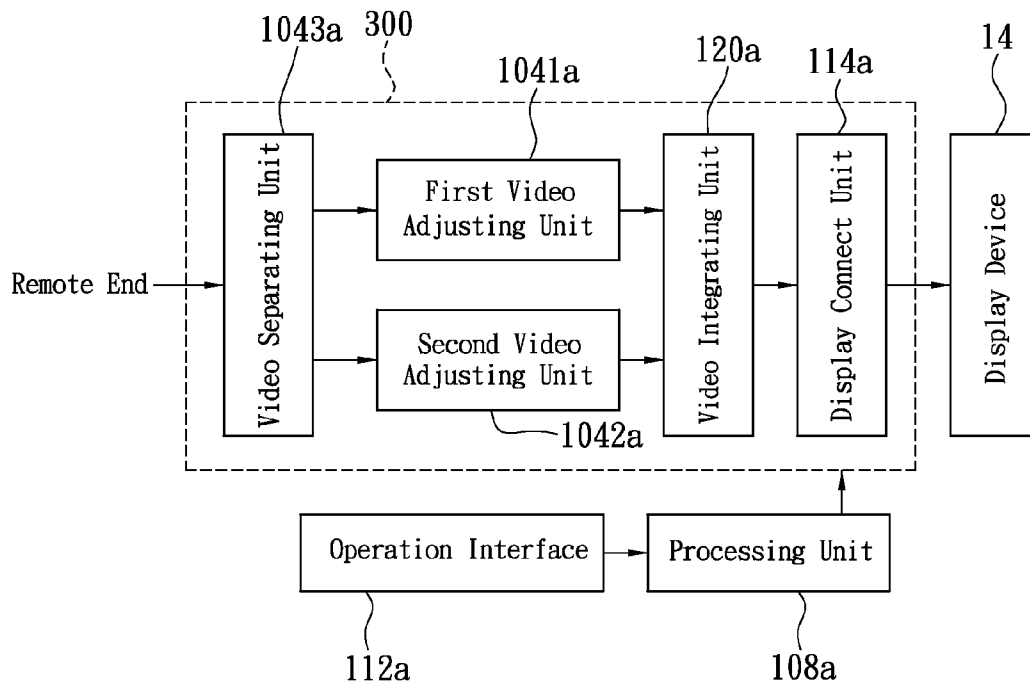 1043a
300
1041a
120a
114a
14
Remote End
Video Separating Unit
First Video
Adjusting Unit
Second Video
Adjusting Unit
1042a
Video Integrating Unit
Display Connect Unit
Display Device
Operation Interface
Processing Unit
112a
108a